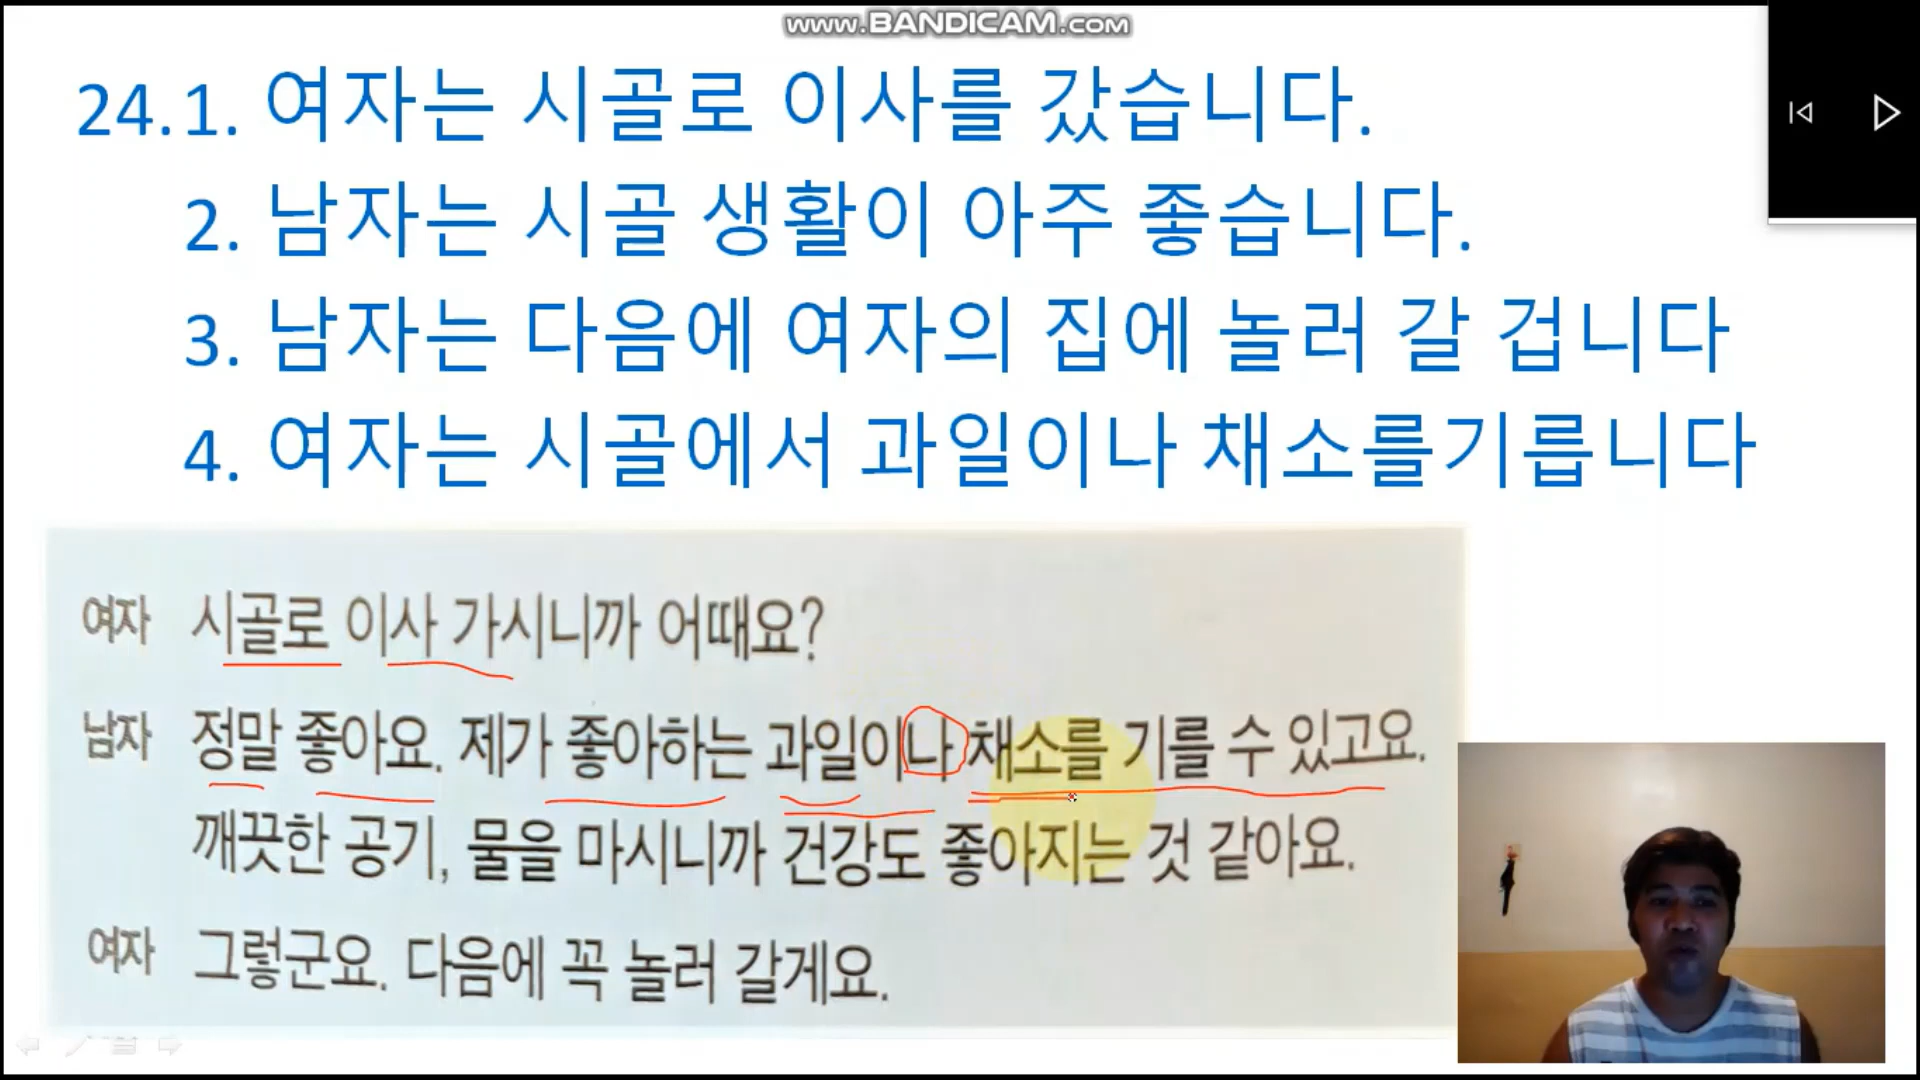 www.BANDICAM.com
24.1. 여자는 시골로 이사를 갔습니다.
2. 남자는 시골 생활이 아주 좋습니다.
3. 남자는 다음에 여자의 집에 놀러 갈 겁니다
4. 여자는 시골에서 과일이나 채소를기릅니다
여자 시골로 이사 가시니까 어때요?
남자 정말 좋아요. 제가 좋아하는 과일이나 채소를 기를 수 있고요.
깨끗한 공기, 물을 마시니까 건강도 좋아지는 것 같아요.
여자 그렇군요. 다음에 꼭 놀러 갈게요.